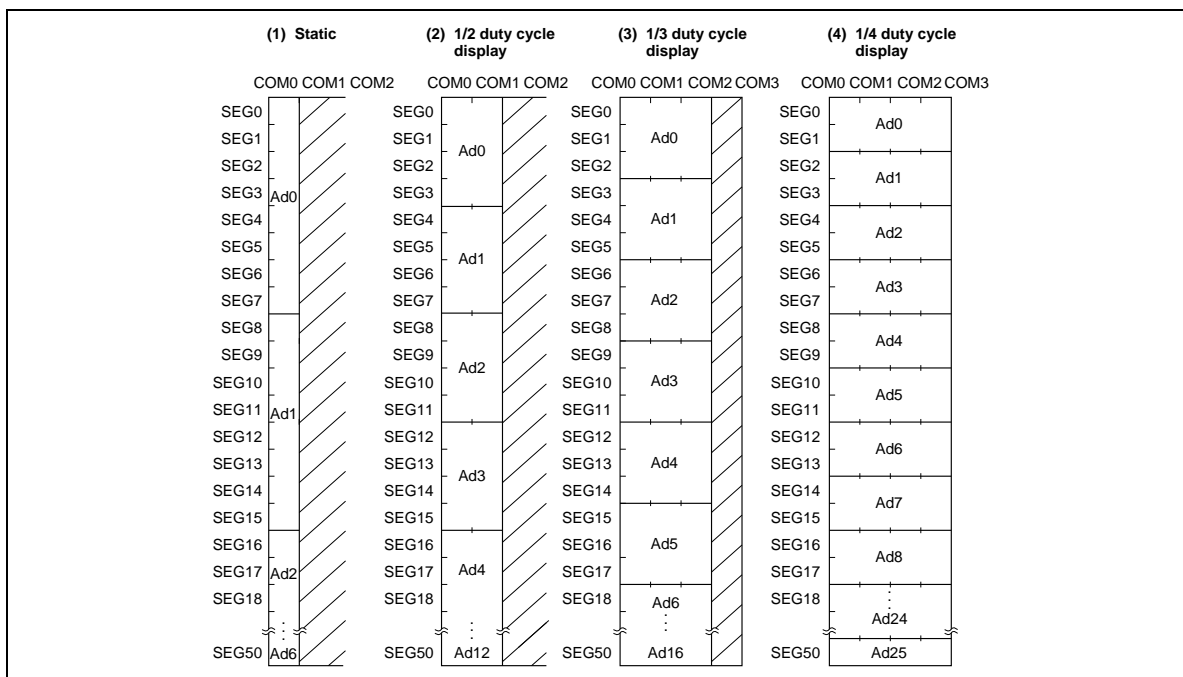 (1) Static
(2) 1/2 duty cycle display
(3) 1/3 duty cycle display
(4) 1/4 duty cycle display
COM0 COM1 COM2
SEG0
SEG1
SEG2
SEG3
SEG4
SEG5
SEG6
SEG7
SEG8
SEG9
SEG10
SEG11
SEG12
SEG13
SEG14
SEG15
SEG16
SEG17
SEG18
SEG50
Ad0
Ad1
Ad2
Ad6
COM0 COM1 COM2
SEG0
SEG1
SEG2
SEG3
SEG4
SEG5
SEG6
SEG7
SEG8
SEG9
SEG10
SEG11
SEG12
SEG13
SEG14
SEG15
SEG16
SEG17
SEG18
SEG50
Ad0
Ad1
Ad2
Ad3
Ad4
Ad12
COM0 COM1 COM2 COM3
SEG0
SEG1
SEG2
SEG3
SEG4
SEG5
SEG6
SEG7
SEG8
SEG9
SEG10
SEG11
SEG12
SEG13
SEG14
SEG15
SEG16
SEG17
SEG18
SEG50
Ad0
Ad1
Ad2
Ad3
Ad4
Ad5
Ad6
Ad16
COM0 COM1 COM2 COM3
SEG0
SEG1
SEG2
SEG3
SEG4
SEG5
SEG6
SEG7
SEG8
SEG9
SEG10
SEG11
SEG12
SEG13
SEG14
SEG15
SEG16
SEG17
SEG18
SEG50
Ad0
Ad1
Ad2
Ad3
Ad4
Ad5
Ad6
Ad7
Ad8
Ad24
Ad25